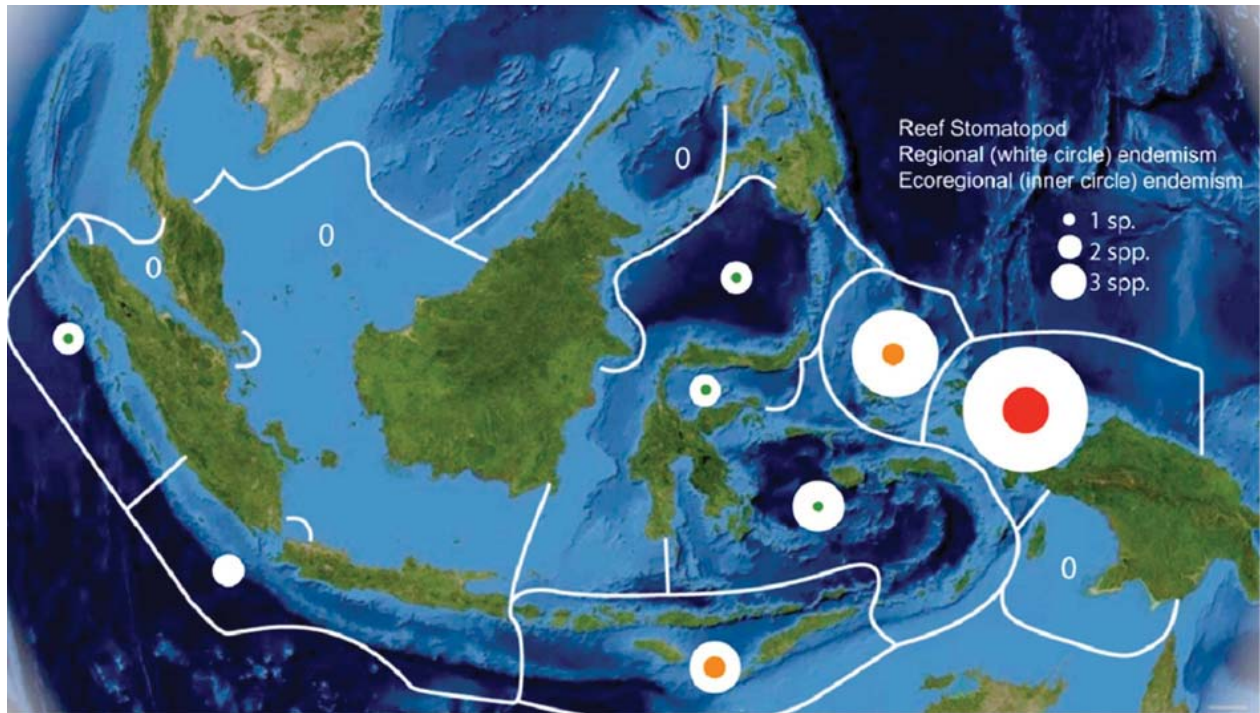 0
Reef Stomatopod
Regional (white circle) endemism
Ecoregional (inner circle) endemism
1 sp.
2 spp.
3 spp.
0
0
0